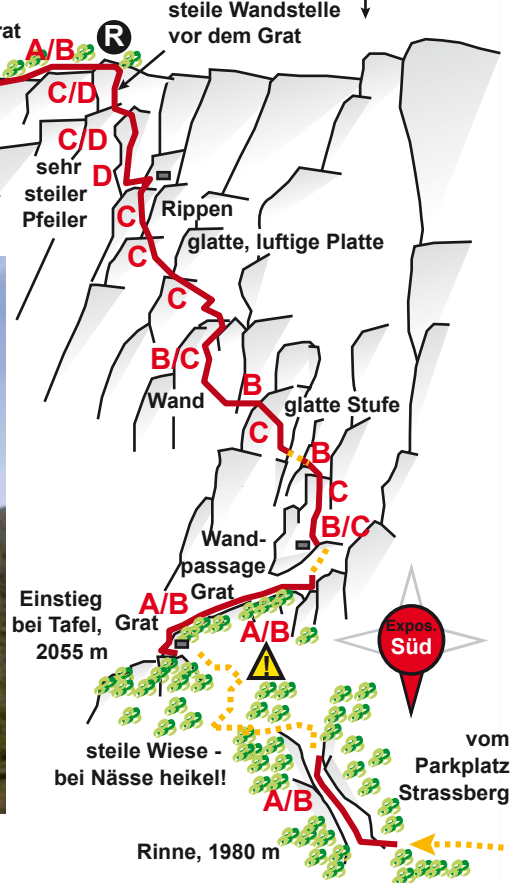 steile Wandstelle
vor dem Grat
rat
A/B
R
C/D
C/D
sehr
steiler
Pfeiler
D
C
Rippen
glatte, luftige Platte
C
C
B/C
B
Wand
glatte Stufe
C
B
C
B/C
Wand-
passage
Grat
A/B
Einstieg
bei Tafel,
2055 m
Grat
A/B
!
Expos.
Süd
steile Wiese -
bei Nässe heikel!
vom
Parkplatz
Strassberg
A/B
Rinne, 1980 m